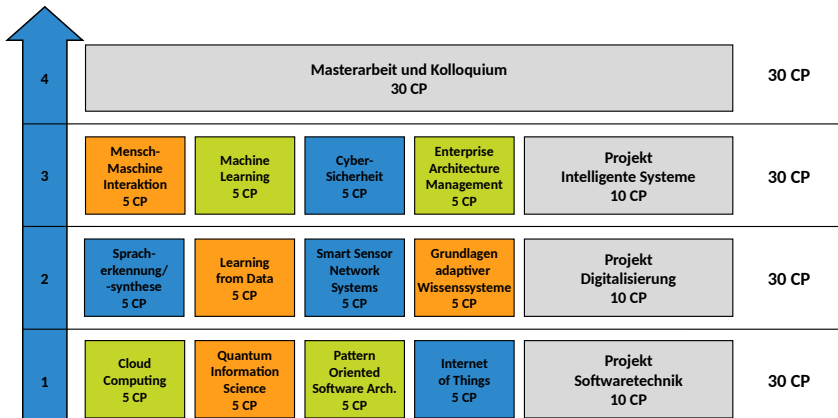 4
Masterarbeit und Kolloquium
30 CP
30 CP
3
Mensch-
Maschine
Interaktion
5 CP
Machine
Learning
5 CP
Cyber-
Sicherheit
5 CP
Enterprise
Architecture
Management
5 CP
Projekt
Intelligente Systeme
10 CP
30 CP
2
Sprach-
erkennung/
-synthese
5 CP
Learning
from Data
5 CP
Smart Sensor
Network
Systems
5 CP
Grundlagen
adaptiver
Wissenssysteme
5 CP
Projekt
Digitalisierung
10 CP
30 CP
1
Cloud
Computing
5 CP
Quantum
Information
Science
5 CP
Pattern
Oriented
Software Arch.
5 CP
Internet
of Things
5 CP
Projekt
Softwaretechnik
10 CP
30 CP